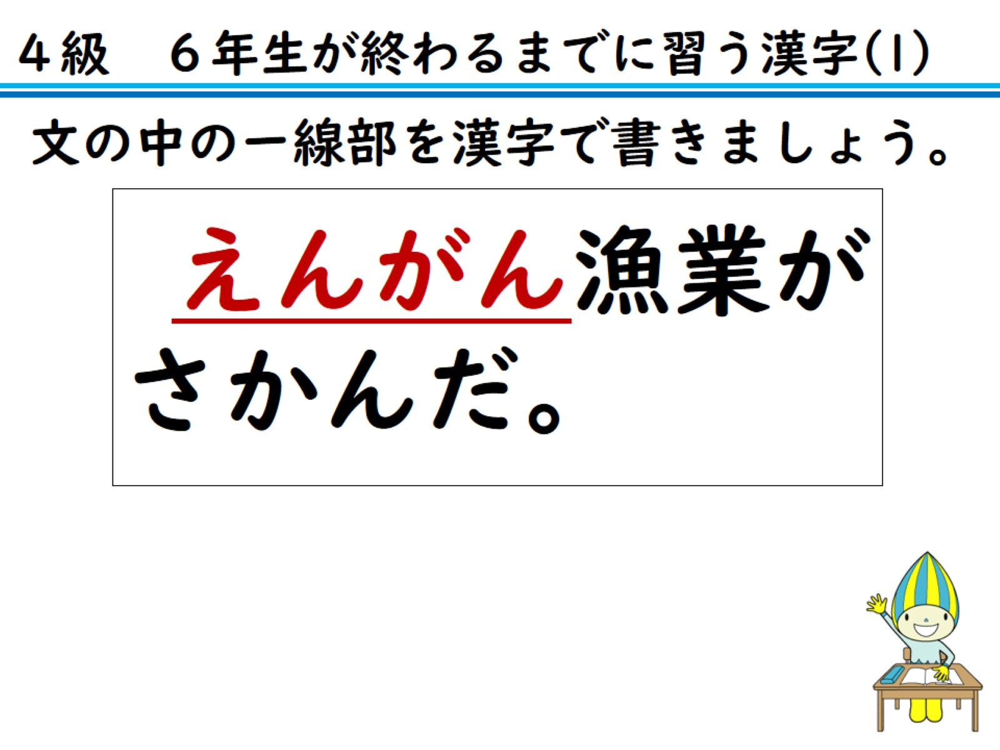 ４級　６年生が終わるまでに習う漢字(1)
文の中の一線部を漢字で書きましょう。
えんがん漁業が
さかんだ。